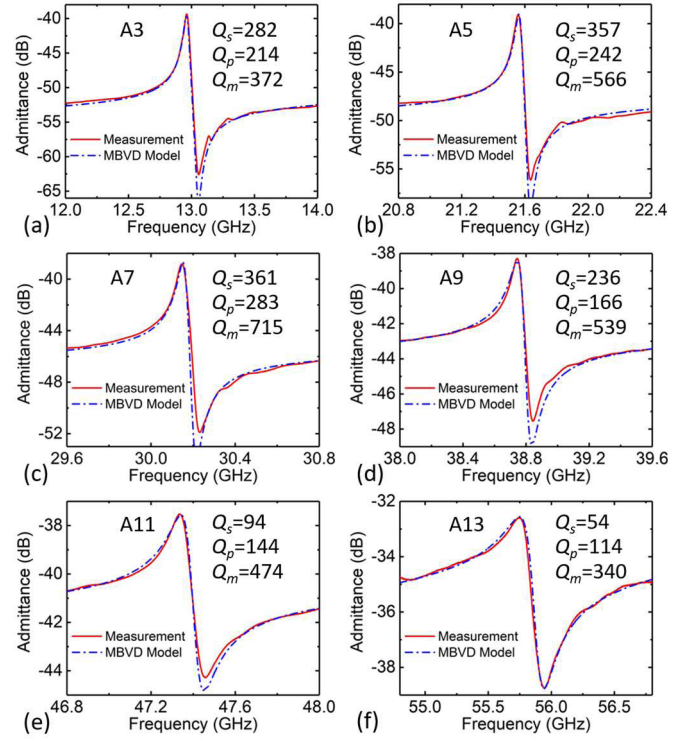 A3
Qs=282
Qp=214
Qm=372
Admittance (dB)
-40
-45
-50
-55
-60
-65
Measurement
MBVD Model
12.0 12.5 13.0 13.5 14.0
(a) Frequency (GHz)
A5
Qs=357
Qp=242
Qm=566
Admittance (dB)
-40
-45
-50
-55
Measurement
MBVD Model
20.8 21.2 21.6 22.0 22.4
(b) Frequency (GHz)
A7
Qs=361
Qp=283
Qm=715
Admittance (dB)
-40
-44
-48
-52
Measurement
MBVD Model
29.6 30.0 30.4 30.8
(c) Frequency (GHz)
A9
Qs=236
Qp=166
Qm=539
Admittance (dB)
-38
-40
-42
-44
-46
-48
Measurement
MBVD Model
38.0 38.4 38.8 39.2 39.6
(d) Frequency (GHz)
A11
Qs=94
Qp=144
Qm=474
Admittance (dB)
-38
-40
-42
-44
Measurement
MBVD Model
46.8 47.2 47.6 48.0
(e) Frequency (GHz)
A13
Qs=54
Qp=114
Qm=340
Admittance (dB)
-32
-34
-36
-38
Measurement
MBVD Model
55.0 55.5 56.0 56.5
(f) Frequency (GHz)